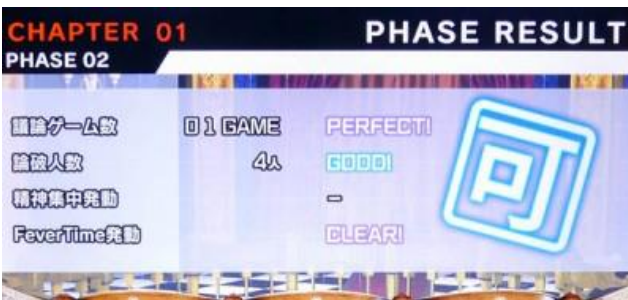 CHAPTER 01
PHASE RESULT
PHASE 02
議論ゲーム数 01 GAME PERFECT!
論破人数 4人 GOOD!
精神集中発動 -
FeverTime発動 CLEAR!
可